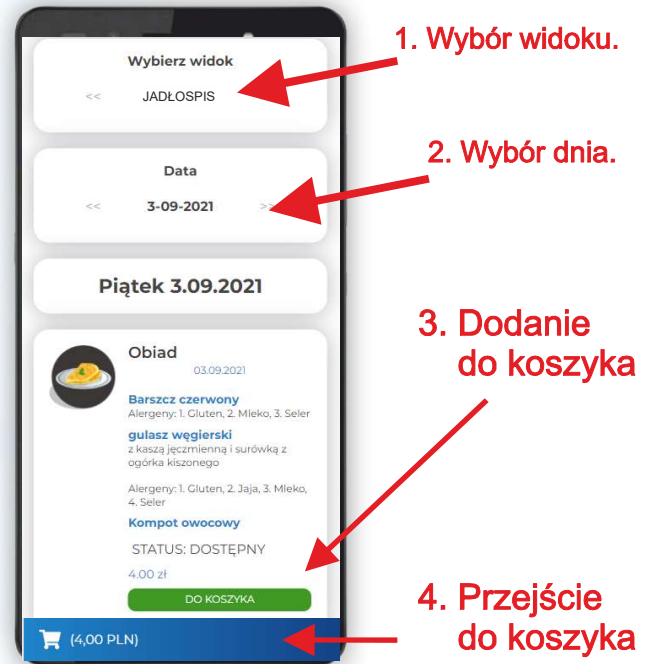 Wybierz widok
<< JADŁOSPIS
1. Wybór widoku.
Data
<< 3-09-2021 >>
2. Wybór dnia.
Piątek 3.09.2021
Obiad
03.09.2021
Barszcz czerwony
Alergeny: 1. Gluten, 2. Mleko, 3. Seler
gulasz węgierski
z kaszą jęczmienną i surówką z
ogórka kiszonego
Alergeny: 1. Gluten, 2. Jaja, 3. Mleko,
4. Seler
Kompot owocowy
STATUS: DOSTĘPNY
4.00 zł
DO KOSZYKA
3. Dodanie
do koszyka
(4,00 PLN)
4. Przejście
do koszyka